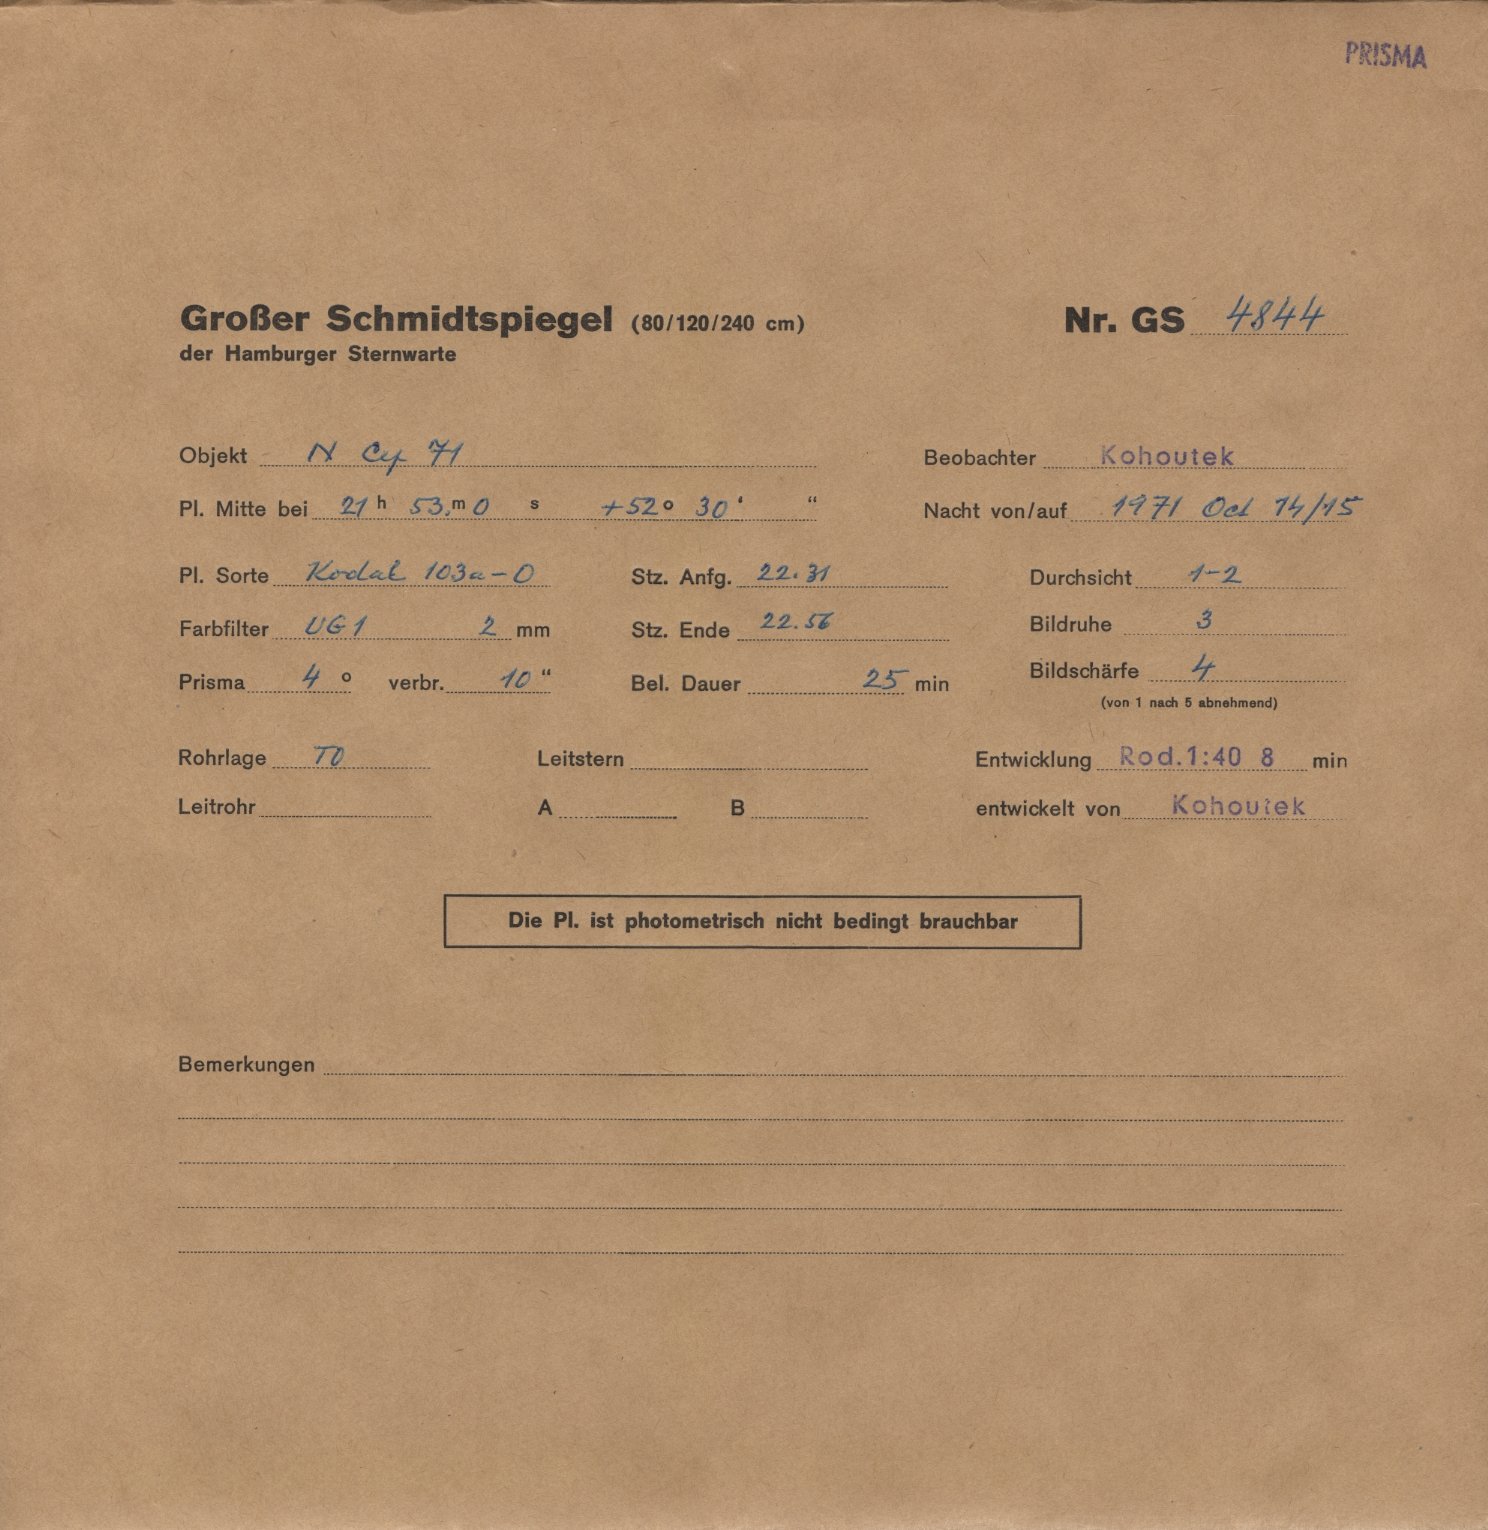 PRISMA
Großer Schmidtspiegel (80/120/240 cm) Nr. GS 4844
der Hamburger Sternwarte
Objekt N Cy 71 Beobachter Kohoutek
Pl. Mitte bei 21 h 53. m 0 s +52 o 30 ' " Nacht von/auf 1971 Oct 14/15
Pl. Sorte Kodak 103a-O Stz. Anfg. 22.31 Durchsicht 1-2
Farbfilter UG1 2 mm Stz. Ende 22.56 Bildruhe 3
Prisma 4 o verbr. 10 " Bel. Dauer 25 min Bildschärfe 4
(von 1 nach 5 abnehmend)
Rohrlage TO Leitstern Entwicklung Rod.1:40 8 min
Leitrohr A B entwickelt von Kohoutek
Die Pl. ist photometrisch nicht bedingt brauchbar
Bemerkungen